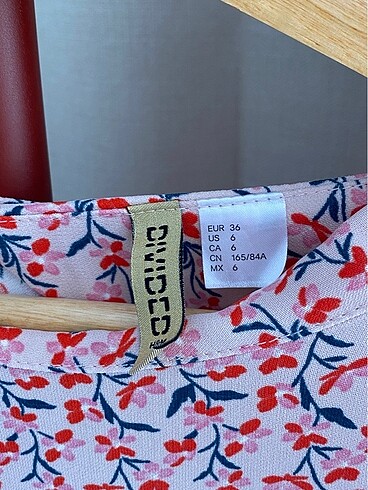 DIVIDED
H&M
EUR 36
US 6
CA 6
CN 165/84A
MX 6